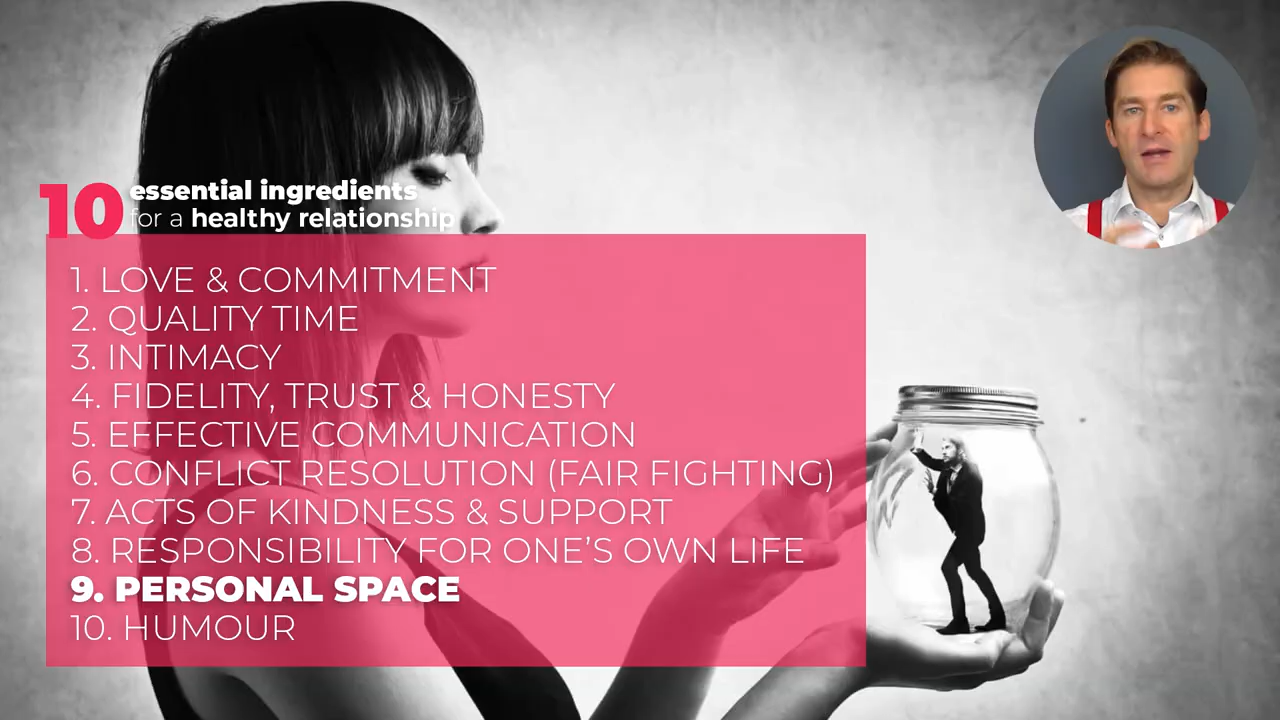 10 essential ingredients
for a healthy relationship
1. LOVE & COMMITMENT
2. QUALITY TIME
3. INTIMACY
4. FIDELITY, TRUST & HONESTY
5. EFFECTIVE COMMUNICATION
6. CONFLICT RESOLUTION (FAIR FIGHTING)
7. ACTS OF KINDNESS & SUPPORT
8. RESPONSIBILITY FOR ONE’S OWN LIFE
9. PERSONAL SPACE
10. HUMOUR